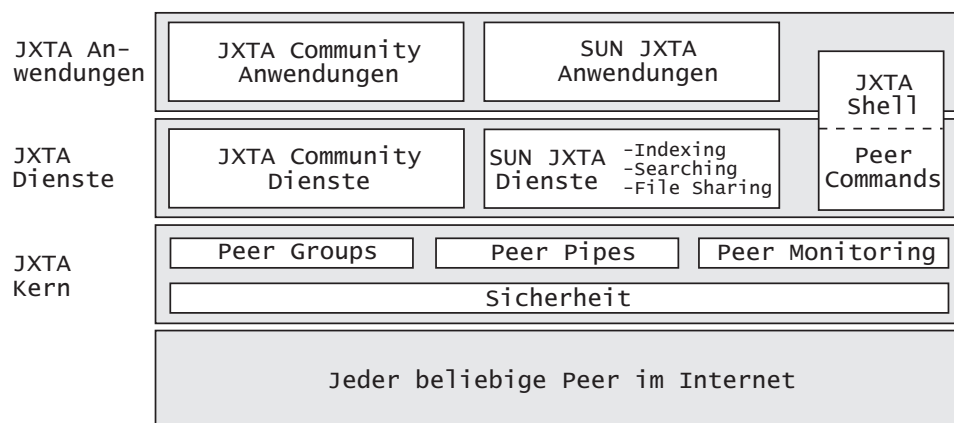 JXTA An-
wendungen
JXTA Community
Anwendungen
SUN JXTA
Anwendungen
JXTA
Shell
JXTA
Dienste
JXTA Community
Dienste
SUN JXTA
Dienste
-Indexing
-Searching
-File Sharing
Peer
Commands
JXTA
Kern
Peer Groups
Peer Pipes
Peer Monitoring
Sicherheit
Jeder beliebige Peer im Internet